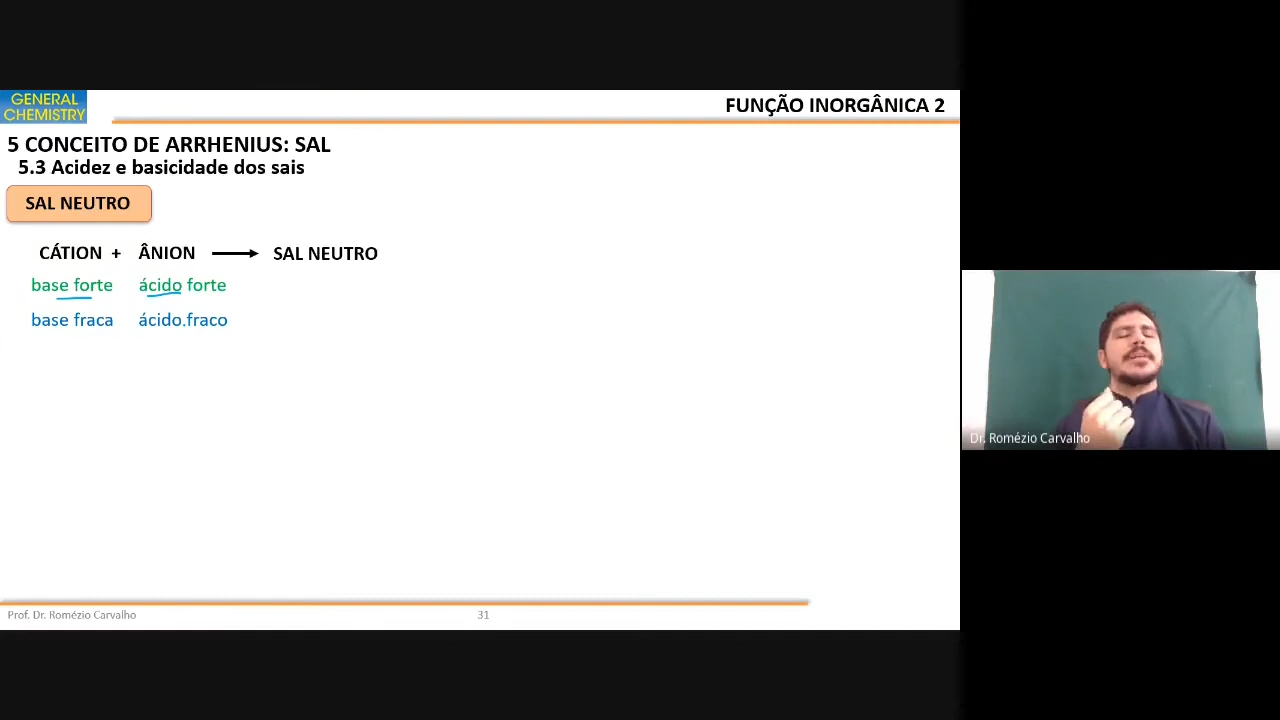 GENERAL
CHEMISTRY
FUNÇÃO INORGÂNICA 2
5 CONCEITO DE ARRHENIUS: SAL
5.3 Acidez e basicidade dos sais
SAL NEUTRO
CÁTION + ÂNION ⟶ SAL NEUTRO
base forte ácido forte
base fraca ácido.fraco
Prof. Dr. Romézio Carvalho
31
Dr. Romézio Carvalho